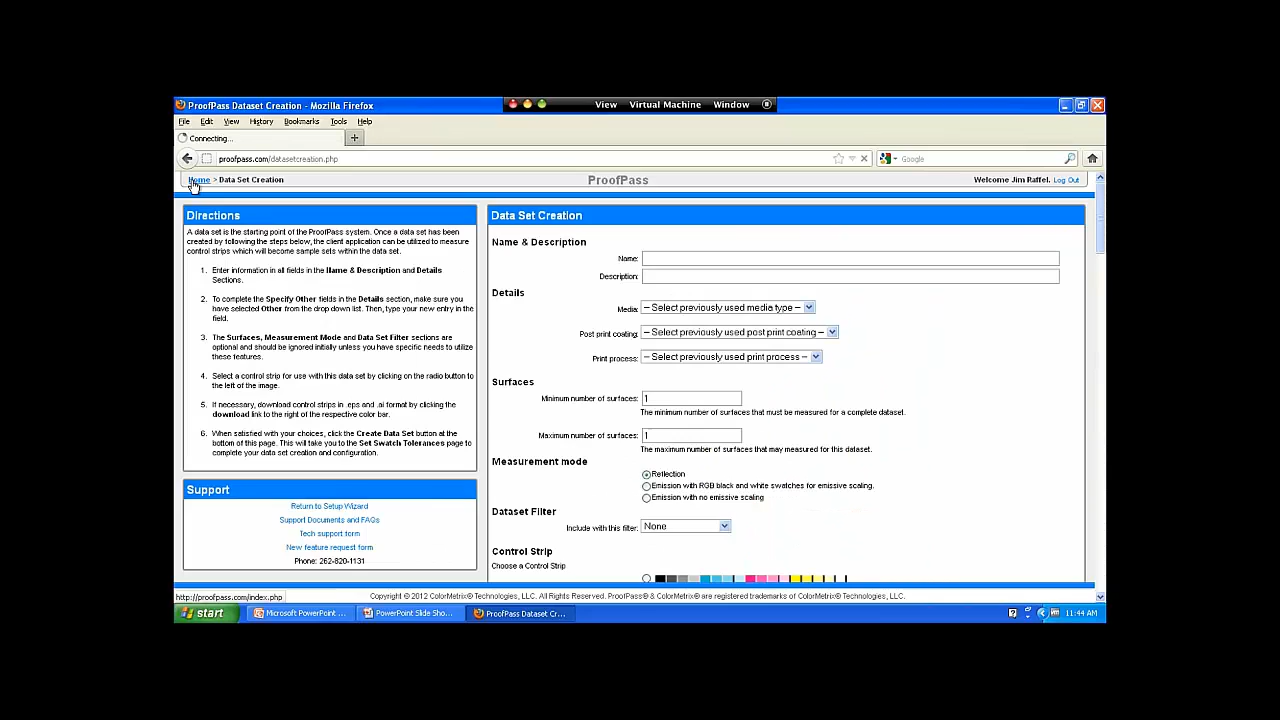 ProofPass Dataset Creation - Mozilla Firefox
View Virtual Machine Window
File Edit View History Bookmarks Tools Help
Connecting...
proofpass.com/datasetcreation.php
Google
Home > Data Set Creation
ProofPass
Welcome Jim Raffel. Log Out
Directions
A data set is the starting point of the ProofPass system. Once a data set has been
created by following the steps below, the client application can be utilized to measure
control strips which will become sample sets within the data set.
1. Enter information in all fields in the Name & Description and Details
Sections.
2. To complete the Specify Other fields in the Details section, make sure you
have selected Other from the drop down list. Then, type your new entry in the
field.
3. The Surfaces, Measurement Mode and Data Set Filter sections are
optional and should be ignored initially unless you have specific needs to utilize
these features.
4. Select a control strip for use with this data set by clicking on the radio button to
the left of the image.
5. If necessary, download control strips in .eps and .ai format by clicking the
download link to the right of the respective color bar.
6. When satisfied with your choices, click the Create Data Set button at the
bottom of this page. This will take you to the Set Swatch Tolerances page to
complete your data set creation and configuration.
Support
Return to Setup Wizard
Support Documents and FAQs
Tech support form
New feature request form
Phone: 262-820-1131
Data Set Creation
Name & Description
Name:
Description:
Details
Media: -- Select previously used media type --
Post print coating: -- Select previously used post print coating --
Print process: -- Select previously used print process --
Surfaces
Minimum number of surfaces: 1
The minimum number of surfaces that must be measured for a complete dataset.
Maximum number of surfaces: 1
The maximum number of surfaces that may measured for this dataset.
Measurement mode
Reflection
Emission with RGB black and white swatches for emissive scaling.
Emission with no emissive scaling
Dataset Filter
Include with this filter: None
Control Strip
Choose a Control Strip
http://proofpass.com/index.php
Copyright © 2012 ColorMetrix® Technologies, LLC. All Rights Reserved. ProofPass® & ColorMetrix® are registered trademarks of ColorMetrix® Technologies, LLC.
start
Microsoft PowerPoint ...
PowerPoint Slide Sho...
ProofPass Dataset Cr...
11:44 AM